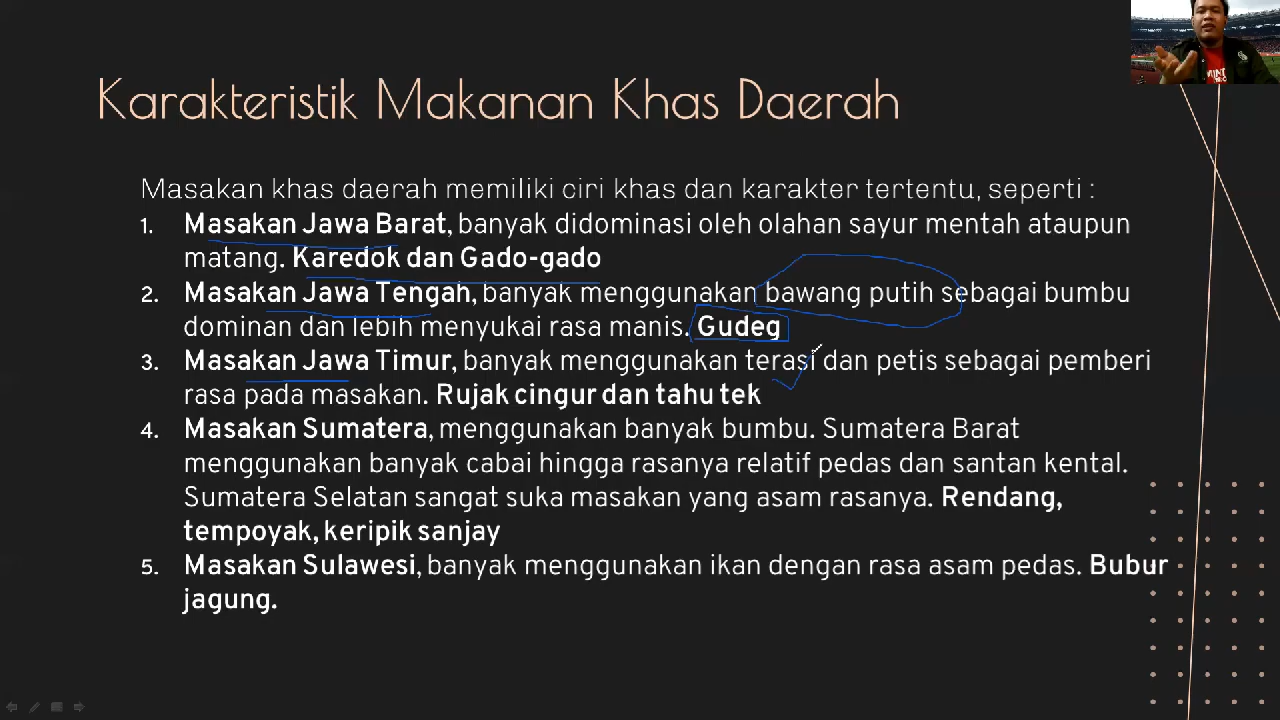 Karakteristik Makanan Khas Daerah
Masakan khas daerah memiliki ciri khas dan karakter tertentu, seperti :
1. Masakan Jawa Barat, banyak didominasi oleh olahan sayur mentah ataupun
matang. Karedok dan Gado-gado
2. Masakan Jawa Tengah, banyak menggunakan bawang putih sebagai bumbu
dominan dan lebih menyukai rasa manis. Gudeg
3. Masakan Jawa Timur, banyak menggunakan terasi dan petis sebagai pemberi
rasa pada masakan. Rujak cingur dan tahu tek
4. Masakan Sumatera, menggunakan banyak bumbu. Sumatera Barat
menggunakan banyak cabai hingga rasanya relatif pedas dan santan kental.
Sumatera Selatan sangat suka masakan yang asam rasanya. Rendang,
tempoyak, keripik sanjay
5. Masakan Sulawesi, banyak menggunakan ikan dengan rasa asam pedas. Bubur
jagung.